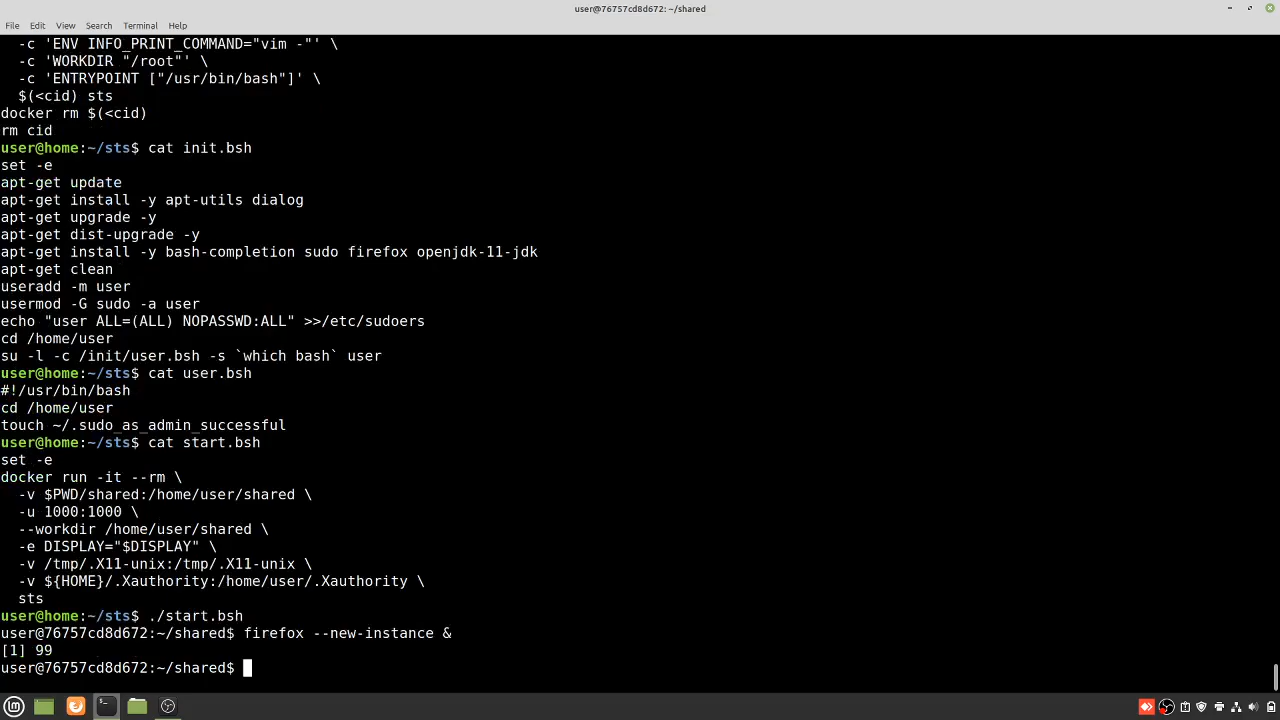 user@76757cd8d672: ~/shared
File Edit View Search Terminal Help
  -c 'ENV INFO_PRINT_COMMAND="vim -"' \
  -c 'WORKDIR "/root"' \
  -c 'ENTRYPOINT ["/usr/bin/bash"]' \
  $(<cid) sts
docker rm $(<cid)
rm cid
user@home:~/sts$ cat init.bsh
set -e
apt-get update
apt-get install -y apt-utils dialog
apt-get upgrade -y
apt-get dist-upgrade -y
apt-get install -y bash-completion sudo firefox openjdk-11-jdk
apt-get clean
useradd -m user
usermod -G sudo -a user
echo "user ALL=(ALL) NOPASSWD:ALL" >>/etc/sudoers
cd /home/user
su -l -c /init/user.bsh -s `which bash` user
user@home:~/sts$ cat user.bsh
#!/usr/bin/bash
cd /home/user
touch ~/.sudo_as_admin_successful
user@home:~/sts$ cat start.bsh
set -e
docker run -it --rm \
  -v $PWD/shared:/home/user/shared \
  -u 1000:1000 \
  --workdir /home/user/shared \
  -e DISPLAY="$DISPLAY" \
  -v /tmp/.X11-unix:/tmp/.X11-unix \
  -v ${HOME}/.Xauthority:/home/user/.Xauthority \
  sts
user@home:~/sts$ ./start.bsh
user@76757cd8d672:~/shared$ firefox --new-instance &
[1] 99
user@76757cd8d672:~/shared$